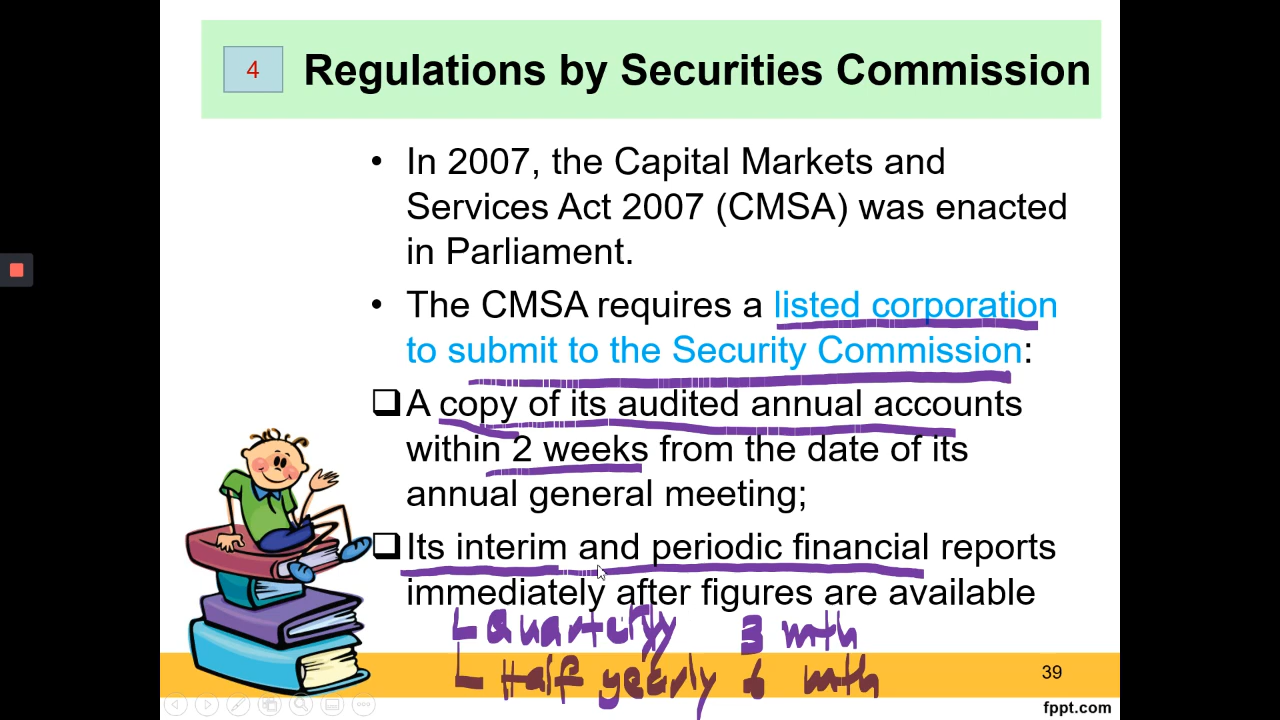 4 Regulations by Securities Commission
• In 2007, the Capital Markets and
Services Act 2007 (CMSA) was enacted
in Parliament.
• The CMSA requires a listed corporation
to submit to the Security Commission:
❑ A copy of its audited annual accounts
within 2 weeks from the date of its
annual general meeting;
❑ Its interim and periodic financial reports
immediately after figures are available
Quarterly 3 mth
Half yearly 6 mth
39
fppt.com